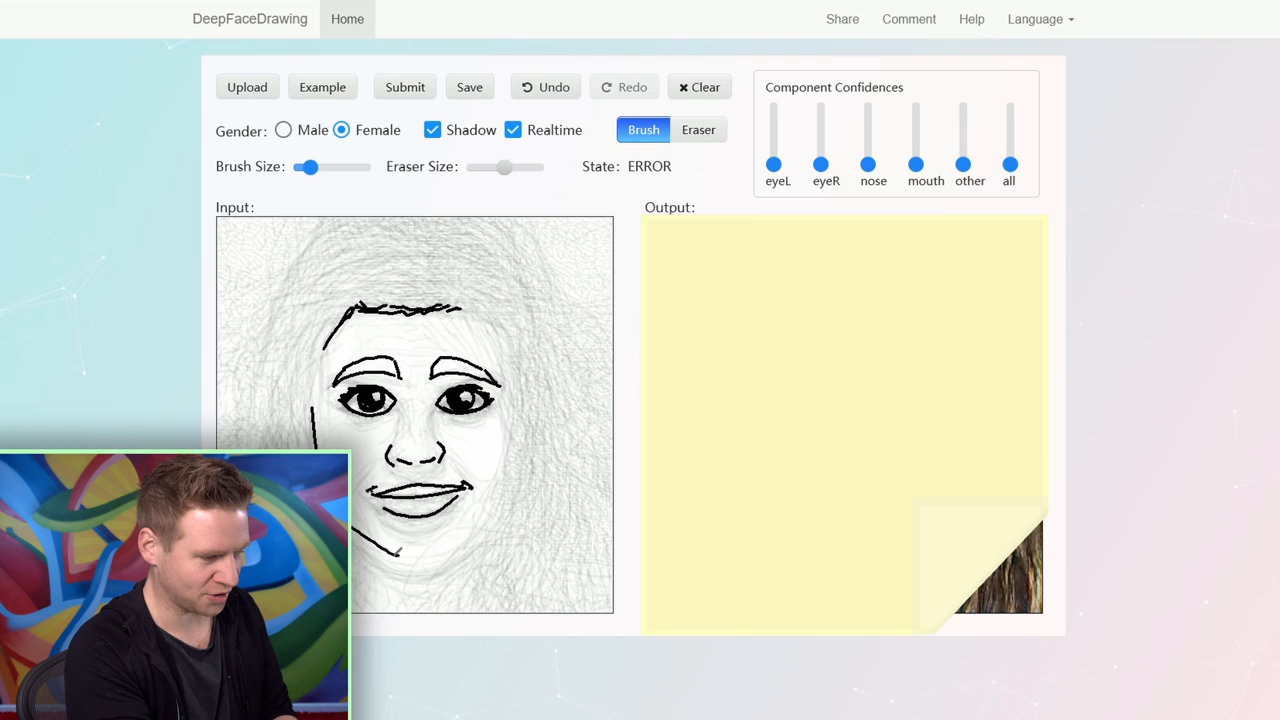 DeepFaceDrawing Home Share Comment Help Language
Upload Example Submit Save Undo Redo Clear
Gender: Male Female Shadow Realtime Brush Eraser
Brush Size: Eraser Size: State: ERROR
Component Confidences
eyeL eyeR nose mouth other all
Input: Output: